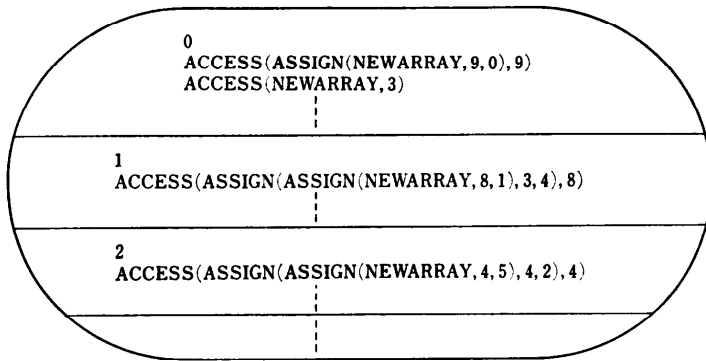 0
ACCESS(ASSIGN(NEWARRAY,9,0),9)
ACCESS(NEWARRAY,3)
1
ACCESS(ASSIGN(ASSIGN(NEWARRAY,8,1),3,4),8)
2
ACCESS(ASSIGN(ASSIGN(NEWARRAY,4,5),4,2),4)